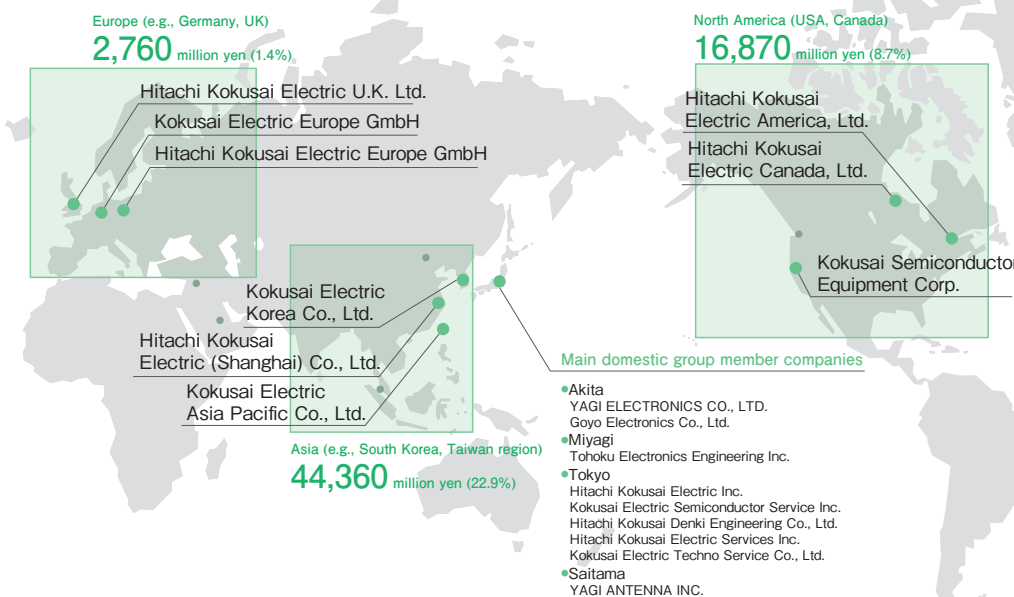 Europe (e.g., Germany, UK)
2,760 million yen (1.4%)
Hitachi Kokusai Electric U.K. Ltd.
Kokusai Electric Europe GmbH
Hitachi Kokusai Electric Europe GmbH
North America (USA, Canada)
16,870 million yen (8.7%)
Hitachi Kokusai
Electric America, Ltd.
Hitachi Kokusai
Electric Canada, Ltd.
Kokusai Semiconductor
Equipment Corp.
Kokusai Electric
Korea Co., Ltd.
Hitachi Kokusai
Electric (Shanghai) Co., Ltd.
Kokusai Electric
Asia Pacific Co., Ltd.
Asia (e.g., South Korea, Taiwan region)
44,360 million yen (22.9%)
Main domestic group member companies
•Akita
YAGI ELECTRONICS CO., LTD.
Goyo Electronics Co., Ltd.
•Miyagi
Tohoku Electronics Engineering Inc.
•Tokyo
Hitachi Kokusai Electric Inc.
Kokusai Electric Semiconductor Service Inc.
Hitachi Kokusai Denki Engineering Co., Ltd.
Hitachi Kokusai Electric Services Inc.
Kokusai Electric Techno Service Co., Ltd.
•Saitama
YAGI ANTENNA INC.